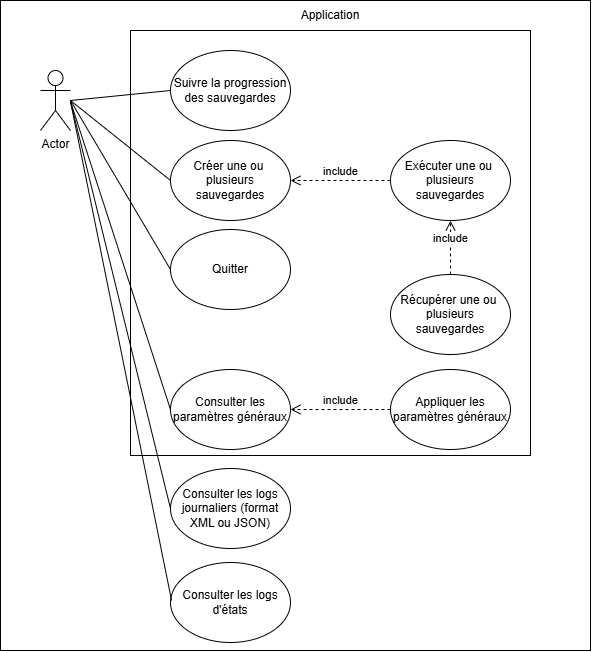 Application
Suivre la progression
des sauvegardes
Actor
Créer une ou
plusieurs
sauvegardes
include
Exécuter une ou
plusieurs
sauvegardes
include
Quitter
Récupérer une ou
plusieurs
sauvegardes
Consulter les
paramètres généraux
include
Appliquer les
paramètres généraux
Consulter les logs
journaliers (format
XML ou JSON)
Consulter les logs
d'états